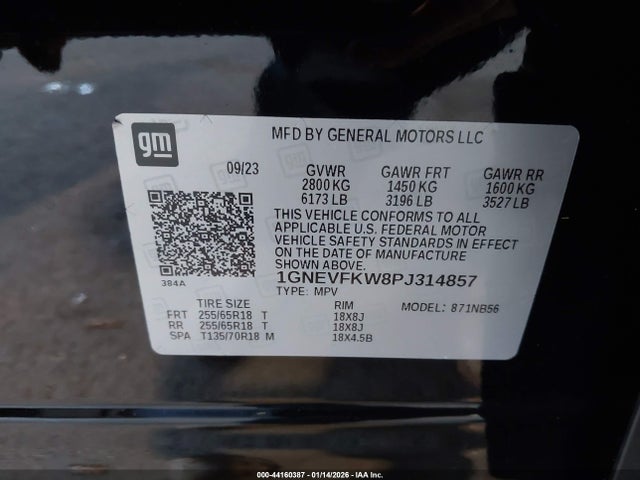 gm
MFD BY GENERAL MOTORS LLC
09/23 GVWR GAWR FRT GAWR RR
2800 KG 1450 KG 1600 KG
6173 LB 3196 LB 3527 LB
THIS VEHICLE CONFORMS TO ALL
APPLICABLE U.S. FEDERAL MOTOR
VEHICLE SAFETY STANDARDS IN EFFECT
ON THE DATE OF MANUFACTURE
SHOWN ABOVE.
384A
1GNEVFKW8PJ314857
TYPE: MPV MODEL: 871NB56
TIRE SIZE RIM
FRT 255/65R18 T 18X8J
RR 255/65R18 T 18X8J
SPA T135/70R18 M 18X4.5B
000-44160387 - 01/14/2026 - IAA Inc.